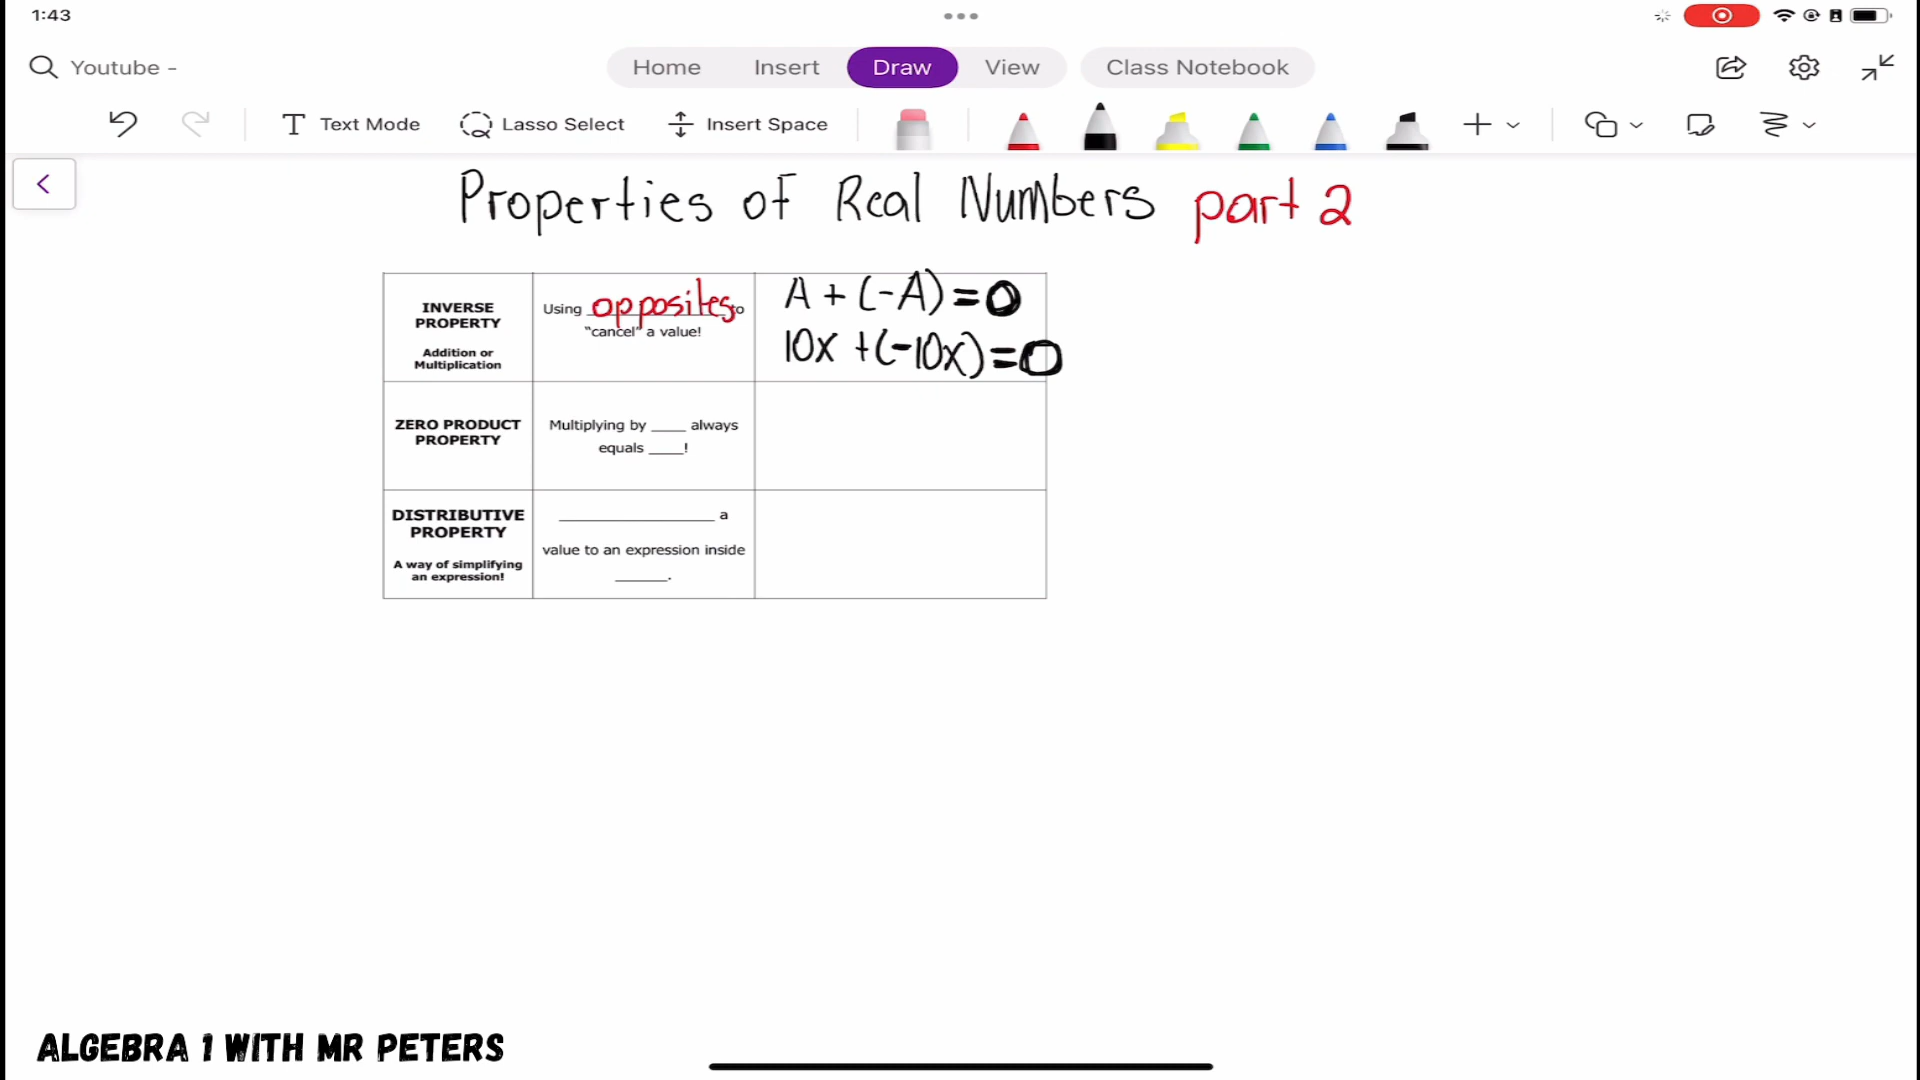 1:43
Youtube -
Home Insert Draw View Class Notebook
Text Mode Lasso Select Insert Space
Properties of Real Numbers part 2
INVERSE
PROPERTY
Addition or
Multiplication
Using opposites to
"cancel" a value!
A + (-A) = 0
10x + (-10x) = 0
ZERO PRODUCT
PROPERTY
Multiplying by ____ always
equals ____!
DISTRIBUTIVE
PROPERTY
A way of simplifying
an expression!
__________________ a
value to an expression inside
______.
ALGEBRA 1 WITH MR PETERS